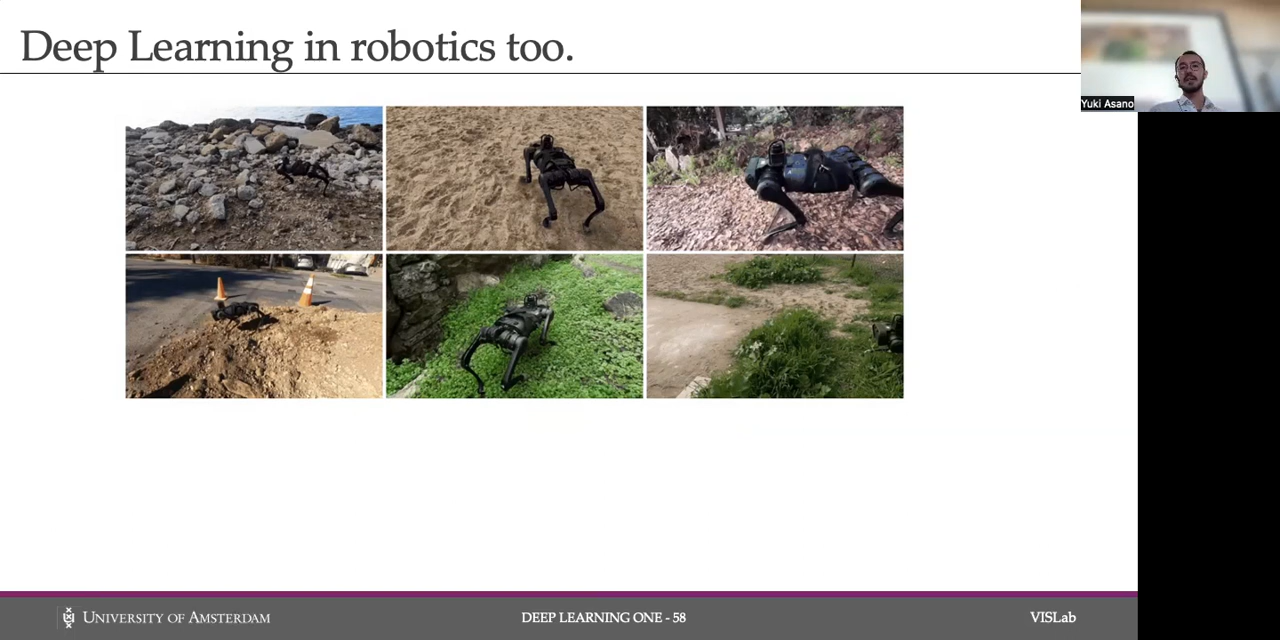 Deep Learning in robotics too.
Yuki Asano
UNIVERSITY OF AMSTERDAM
DEEP LEARNING ONE - 58
VISLab